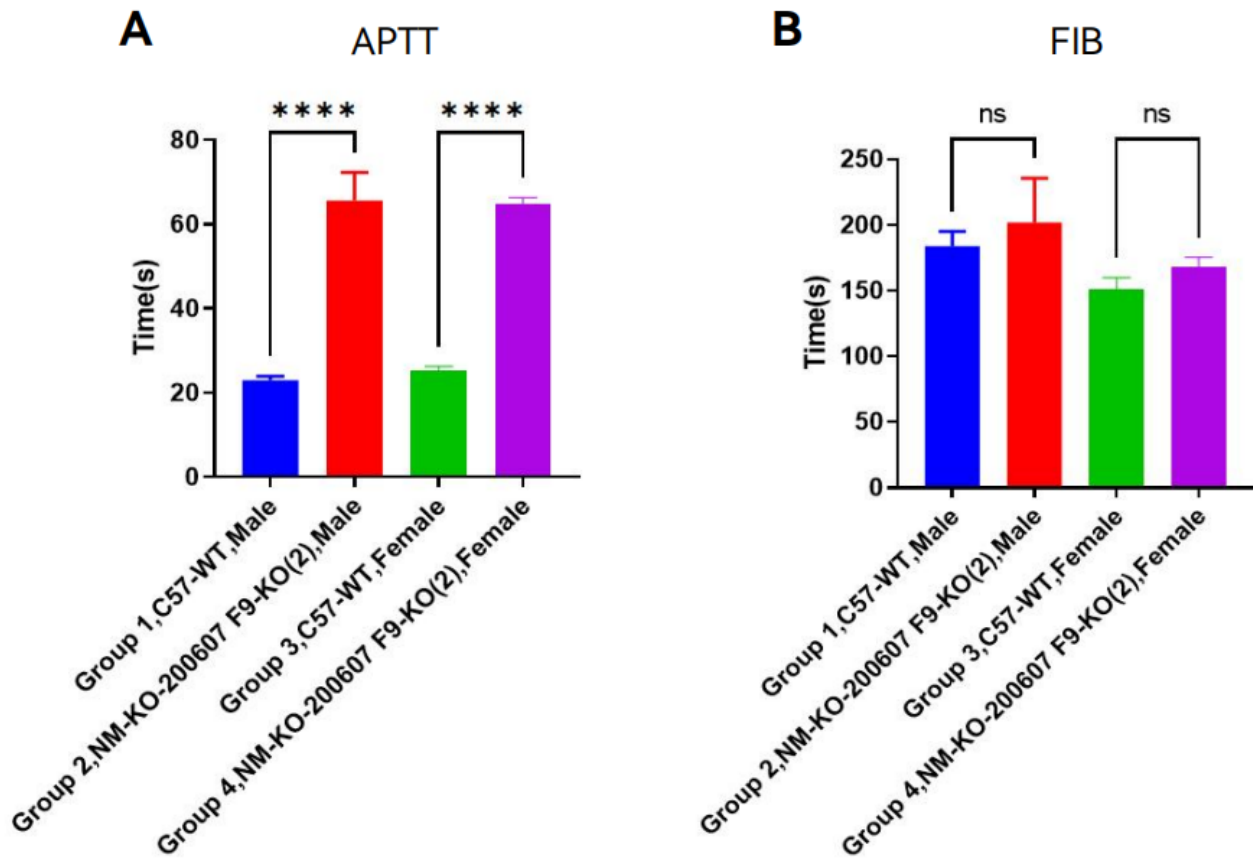 A
APTT
****
****
80
60
40
20
0
Time(s)
Group 1,C57-WT,Male
Group 2,NM-KO-200607 F9-KO(2),Male
Group 3,C57-WT,Female
Group 4,NM-KO-200607 F9-KO(2),Female
B
FIB
ns
ns
250
200
150
100
50
0
Time(s)
Group 1,C57-WT,Male
Group 2,NM-KO-200607 F9-KO(2),Male
Group 3,C57-WT,Female
Group 4,NM-KO-200607 F9-KO(2),Female